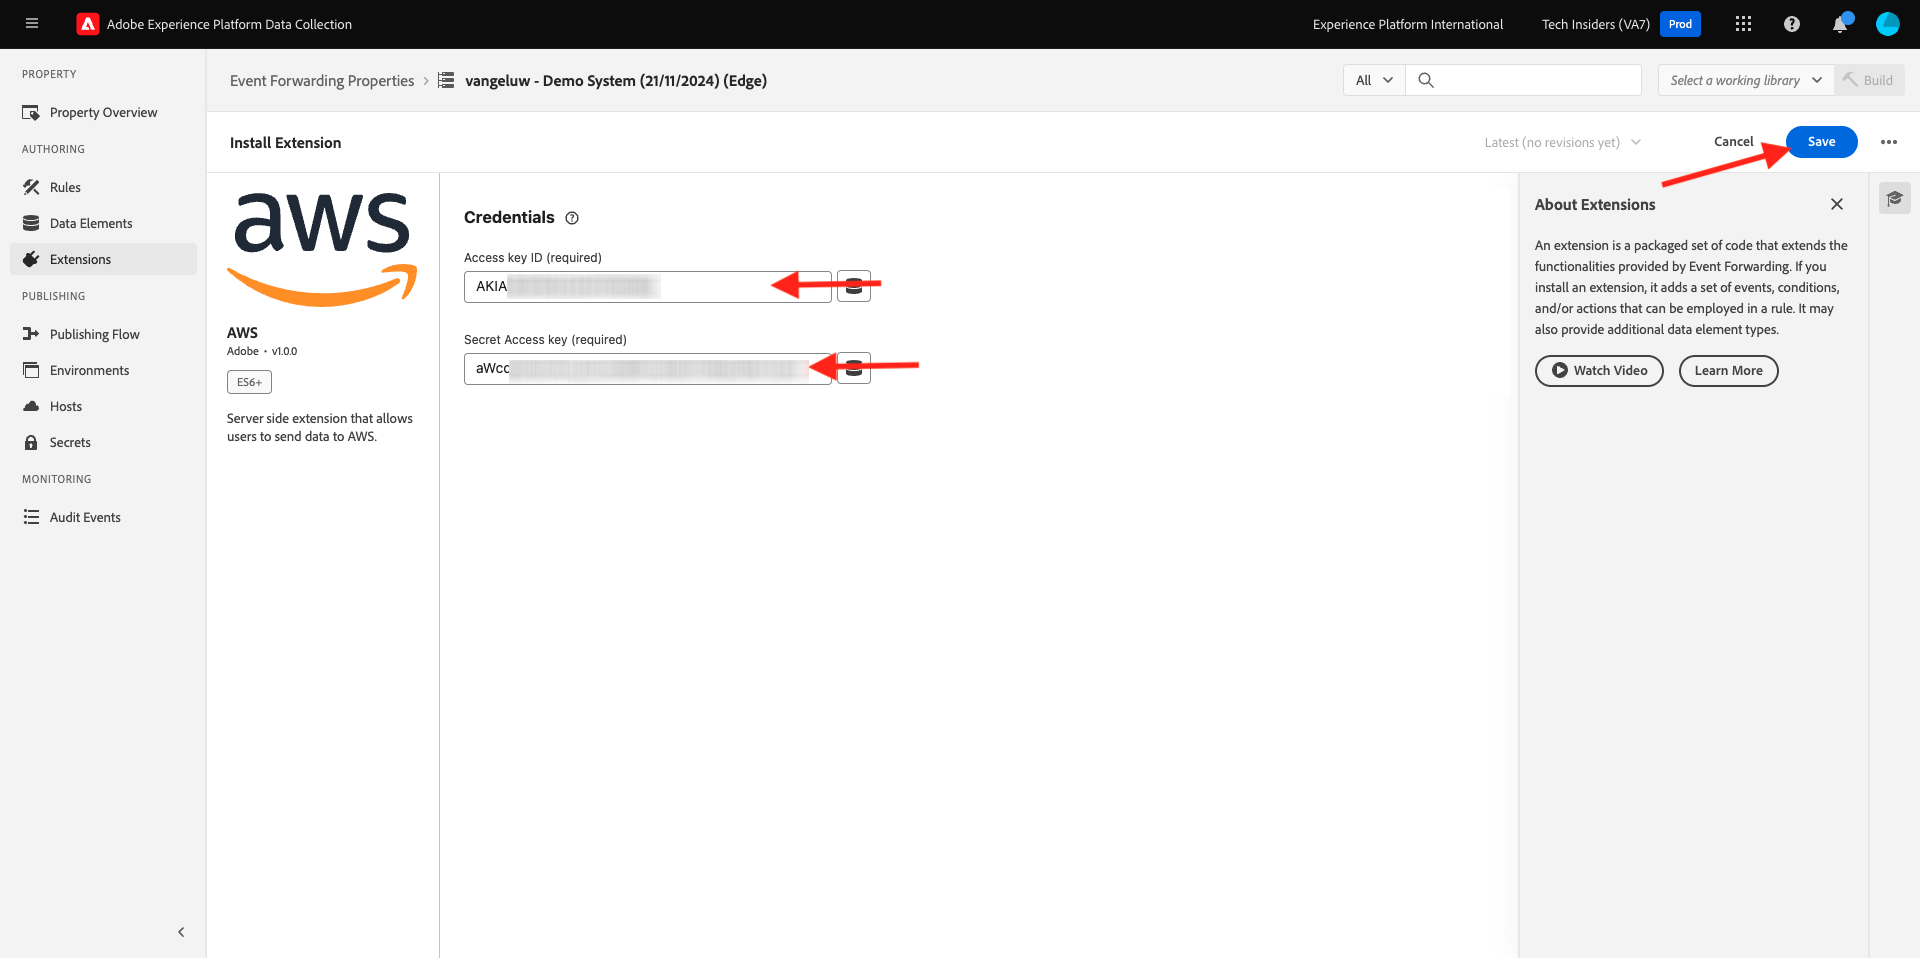 Adobe Experience Platform Data Collection
Experience Platform International
Tech Insiders (VA7)
Prod
PROPERTY
Property Overview
AUTHORING
Rules
Data Elements
Extensions
PUBLISHING
Publishing Flow
Environments
Hosts
Secrets
MONITORING
Audit Events
Event Forwarding Properties
vangeluw - Demo System (21/11/2024) (Edge)
All
Select a working library
Build
Install Extension
Latest (no revisions yet)
Cancel
Save
aws
AWS
Adobe • v1.0.0
ES6+
Server side extension that allows
users to send data to AWS.
Credentials
Access key ID (required)
AKIA
Secret Access key (required)
aWcc
About Extensions
An extension is a packaged set of code that extends the
functionalities provided by Event Forwarding. If you
install an extension, it adds a set of events, conditions,
and/or actions that can be employed in a rule. It may
also provide additional data element types.
Watch Video
Learn More